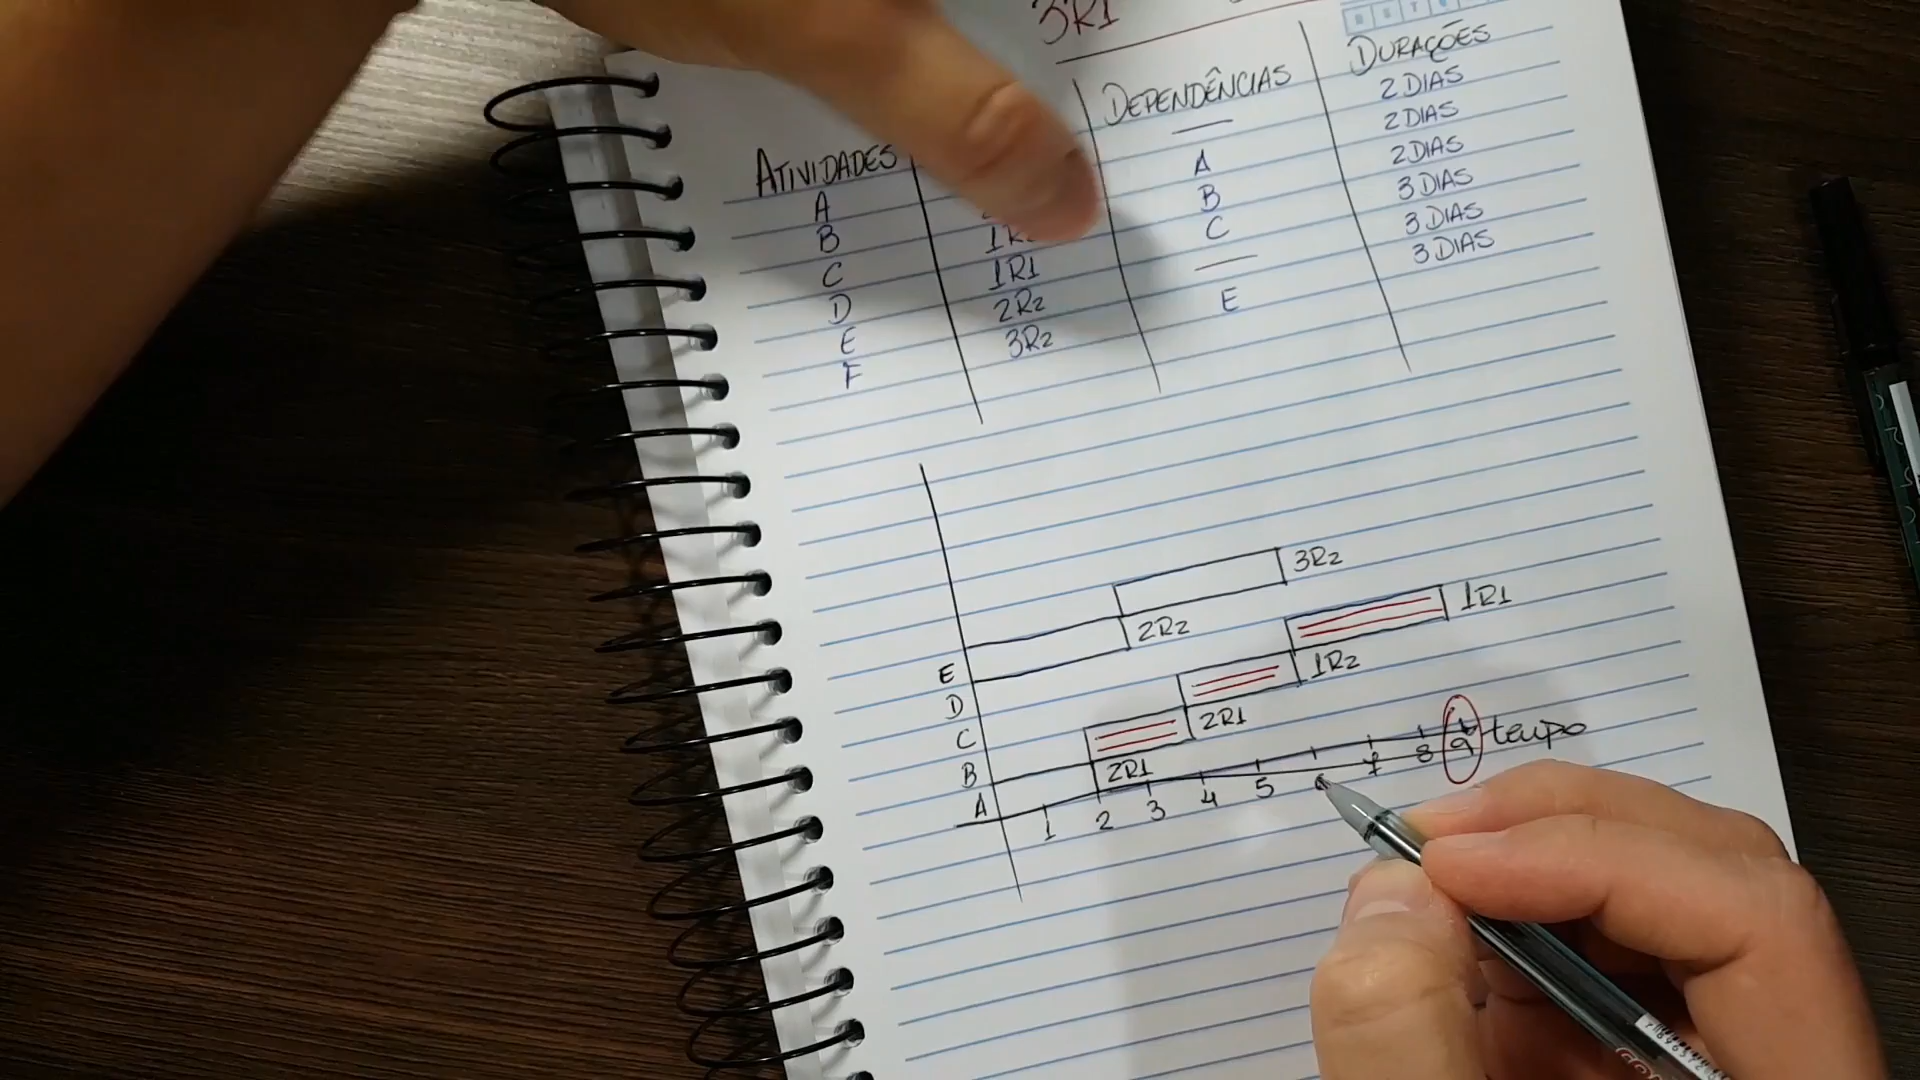 3R1
DEPENDÊNCIAS DURAÇÕES
— 2 DIAS
ATIVIDADES A 2 DIAS
A B 2 DIAS
B C 3 DIAS
C 1R1 — 3 DIAS
D 2R2 E 3 DIAS
E 3R2
F
3R2
1R1
2R2
E 1R2
D 2R1
C tempo
B 2R1
A 1 2 3 4 5 6 7 8 9